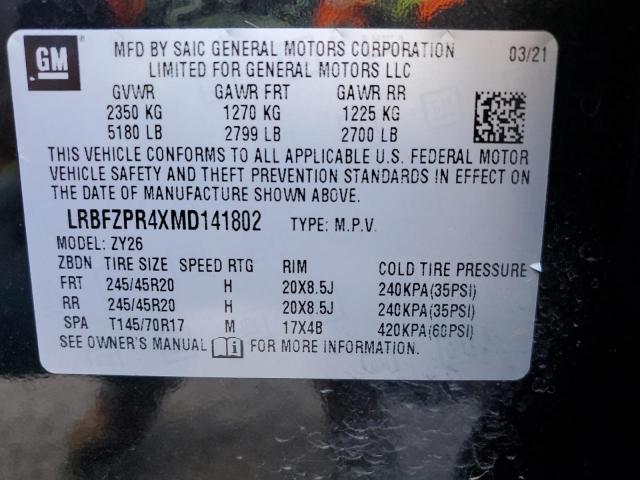 GM
MFD BY SAIC GENERAL MOTORS CORPORATION 03/21
LIMITED FOR GENERAL MOTORS LLC
GVWR GAWR FRT GAWR RR
2350 KG 1270 KG 1225 KG
5180 LB 2799 LB 2700 LB
THIS VEHICLE CONFORMS TO ALL APPLICABLE U.S. FEDERAL MOTOR
VEHICLE SAFETY AND THEFT PREVENTION STANDARDS IN EFFECT ON
THE DATE OF MANUFACTURE SHOWN ABOVE.
LRBFZPR4XMD141802 TYPE: M.P.V.
MODEL: ZY26
ZBDN TIRE SIZE SPEED RTG RIM COLD TIRE PRESSURE
FRT 245/45R20 H 20X8.5J 240KPA(35PSI)
RR 245/45R20 H 20X8.5J 240KPA(35PSI)
SPA T145/70R17 M 17X4B 420KPA(60PSI)
SEE OWNER'S MANUAL i FOR MORE INFORMATION.